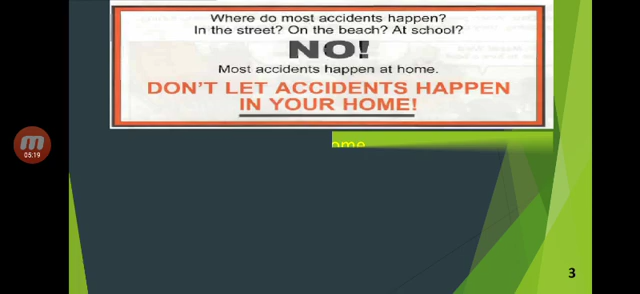 Where do most accidents happen?
In the street? On the beach? At school?
NO!
Most accidents happen at home.
DON'T LET ACCIDENTS HAPPEN
IN YOUR HOME!
05:19
3